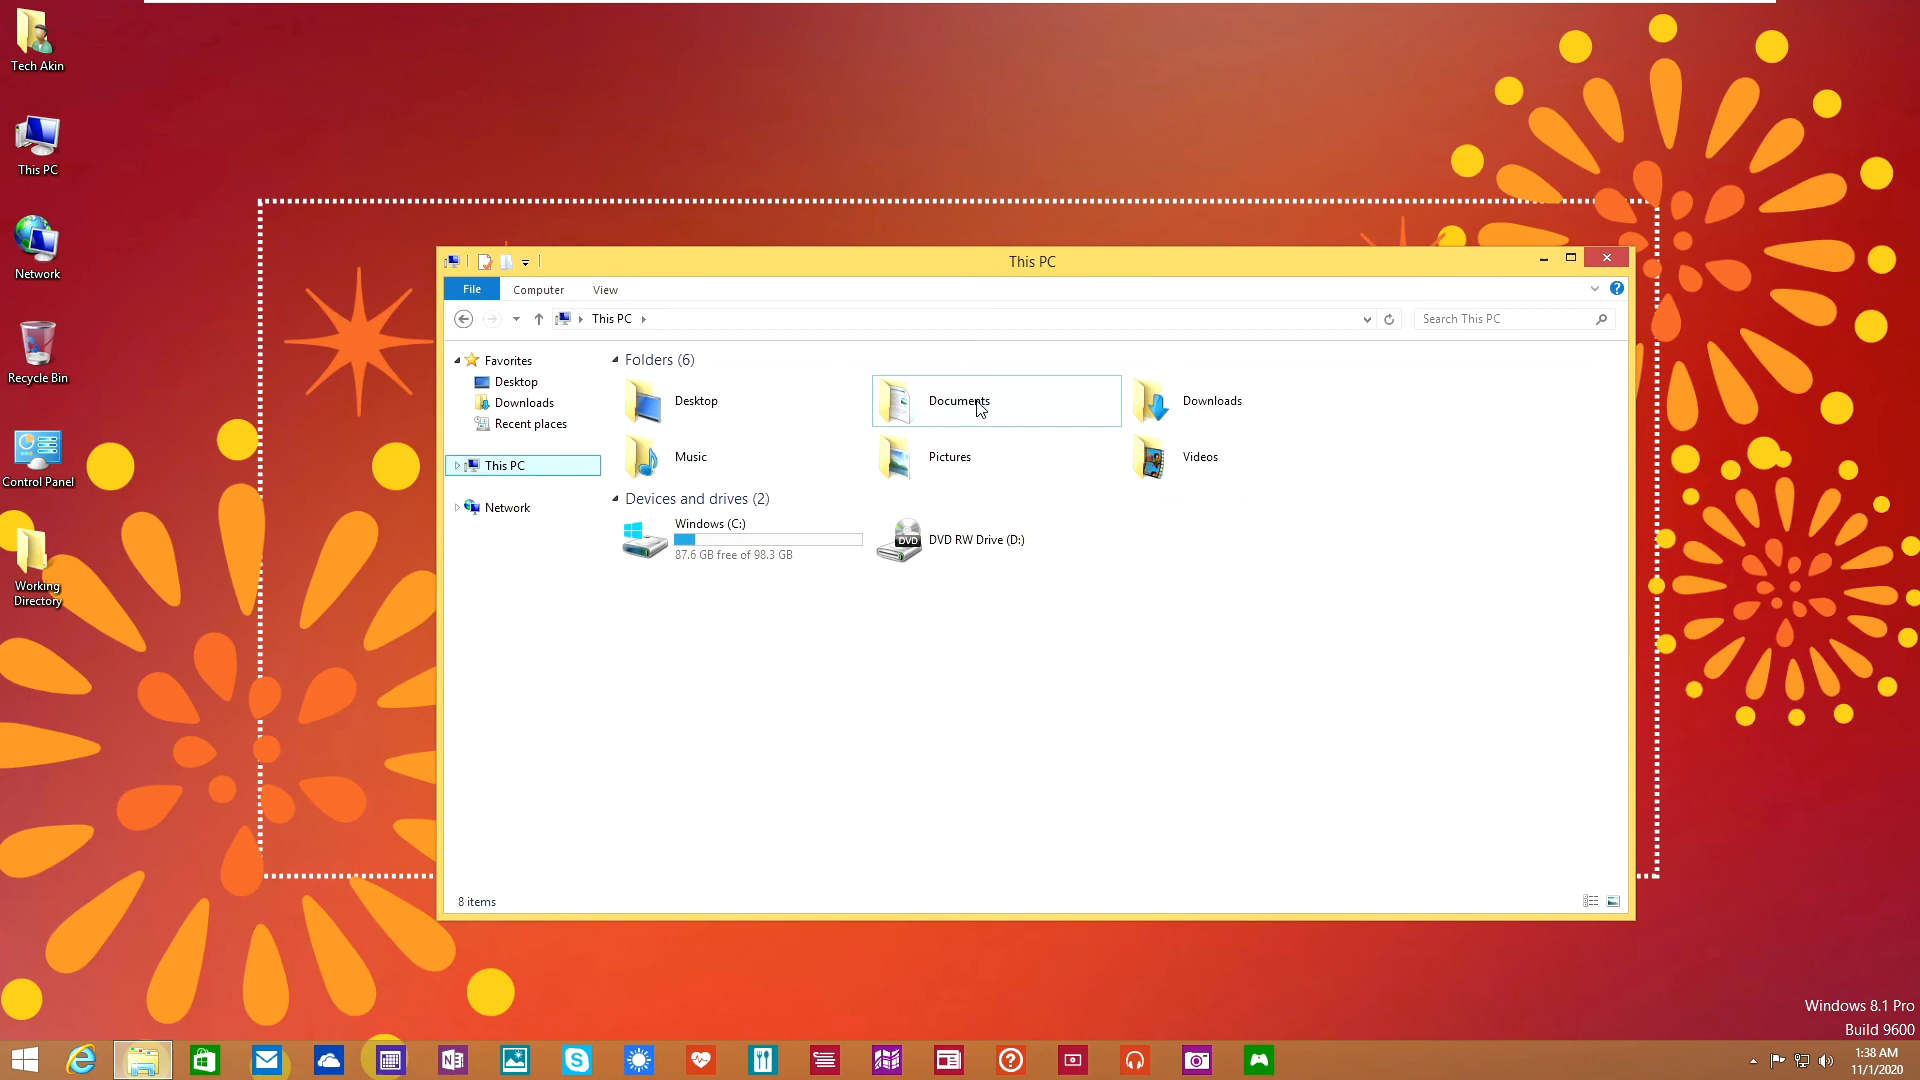 Tech Akin
This PC
Network
Recycle Bin
Control Panel
Working
Directory
This PC
File
Computer
View
This PC
Search This PC
Favorites
Desktop
Downloads
Recent places
This PC
Network
Folders (6)
Desktop
Documents
Downloads
Music
Pictures
Videos
Devices and drives (2)
Windows (C:)
87.6 GB free of 98.3 GB
DVD
DVD RW Drive (D:)
8 items
Windows 8.1 Pro
Build 9600
1:38 AM
11/1/2020